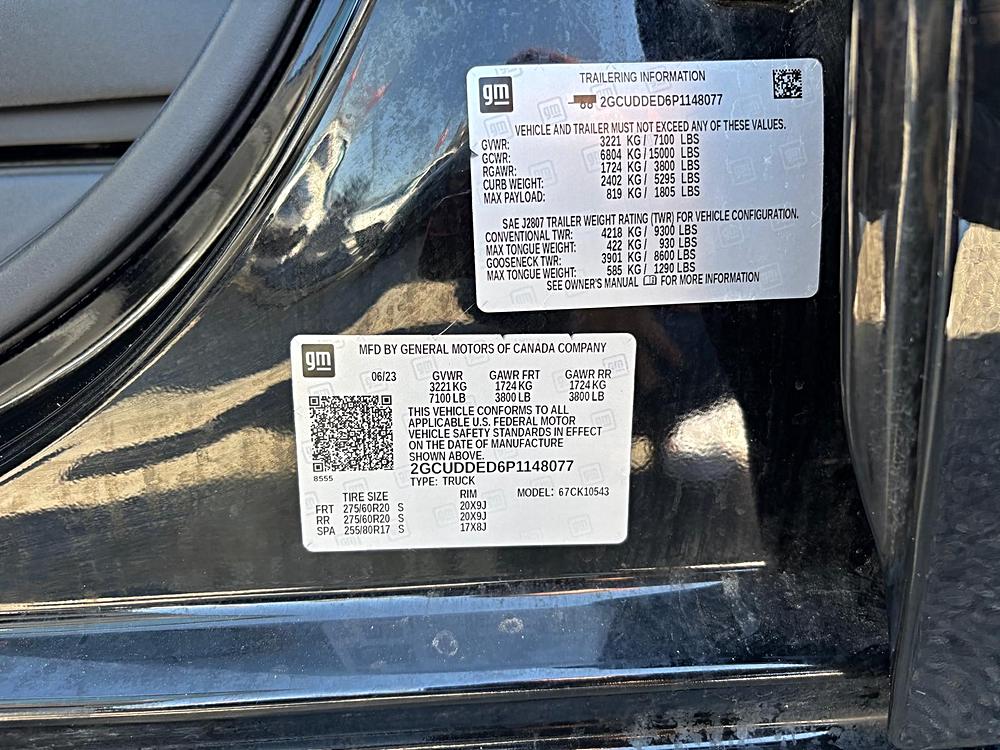 gm
TRAILERING INFORMATION
2GCUDDED6P1148077
VEHICLE AND TRAILER MUST NOT EXCEED ANY OF THESE VALUES.
GVWR: 3221 KG / 7100 LBS
GCWR: 6804 KG / 15000 LBS
RGAWR: 1724 KG / 3800 LBS
CURB WEIGHT: 2402 KG / 5295 LBS
MAX PAYLOAD: 819 KG / 1805 LBS
SAE J2807 TRAILER WEIGHT RATING (TWR) FOR VEHICLE CONFIGURATION.
CONVENTIONAL TWR: 4218 KG / 9300 LBS
MAX TONGUE WEIGHT: 422 KG / 930 LBS
GOOSENECK TWR: 3901 KG / 8600 LBS
MAX TONGUE WEIGHT: 585 KG / 1290 LBS
SEE OWNER'S MANUAL FOR MORE INFORMATION
gm
MFD BY GENERAL MOTORS OF CANADA COMPANY
06/23 GVWR GAWR FRT GAWR RR
3221 KG 1724 KG 1724 KG
7100 LB 3800 LB 3800 LB
THIS VEHICLE CONFORMS TO ALL
APPLICABLE U.S. FEDERAL MOTOR
VEHICLE SAFETY STANDARDS IN EFFECT
ON THE DATE OF MANUFACTURE
SHOWN ABOVE.
2GCUDDED6P1148077
8555
TYPE: TRUCK
TIRE SIZE RIM MODEL: 67CK10543
FRT 275/60R20 S 20X9J
RR 275/60R20 S 20X9J
SPA 255/80R17 S 17X8J